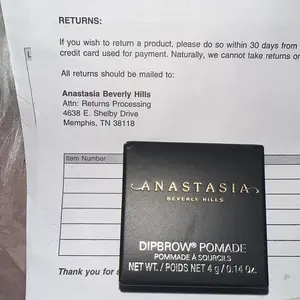 RETURNS:
If you wish to return a product, please do so within 30 days from
credit card used for payment. Naturally, we cannot take returns or
All returns should be mailed to:
Anastasia Beverly Hills
Attn: Returns Processing
4638 E. Shelby Drive
Memphis, TN 38118
Item Number
ANASTASIA
BEVERLY HILLS
DIPBROW® POMADE
POMMADE À SOURCILS
NET WT. / POIDS NET 4 g / 0.14 Oz.
Thank you for